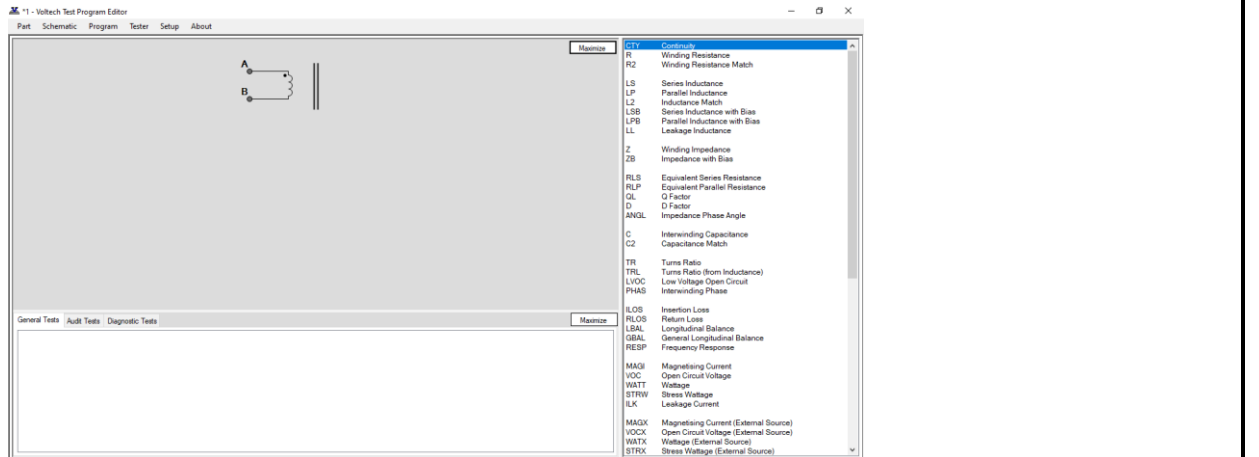 *1 - Voltech Test Program Editor
Part Schematic Program Tester Setup About
Maximize
A
B
General Tests Audit Tests Diagnostic Tests
Maximize
CTY Continuity
R Winding Resistance
R2 Winding Resistance Match
LS Series Inductance
LP Parallel Inductance
L2 Inductance Match
LSB Series Inductance with Bias
LPB Parallel Inductance with Bias
LL Leakage Inductance
Z Winding Impedance
ZB Impedance with Bias
RLS Equivalent Series Resistance
RLP Equivalent Parallel Resistance
QL Q Factor
D D Factor
ANGL Impedance Phase Angle
C Interwinding Capacitance
C2 Capacitance Match
TR Turns Ratio
TRL Turns Ratio (from Inductance)
LVOC Low Voltage Open Circuit
PHAS Interwinding Phase
ILOS Insertion Loss
RLOS Return Loss
LBAL Longitudinal Balance
GBAL General Longitudinal Balance
RESP Frequency Response
MAGI Magnetising Current
VOC Open Circuit Voltage
WATT Wattage
STRW Stress Wattage
ILK Leakage Current
MAGX Magnetising Current (External Source)
VOCX Open Circuit Voltage (External Source)
WATX Wattage (External Source)
STRX Stress Wattage (External Source)